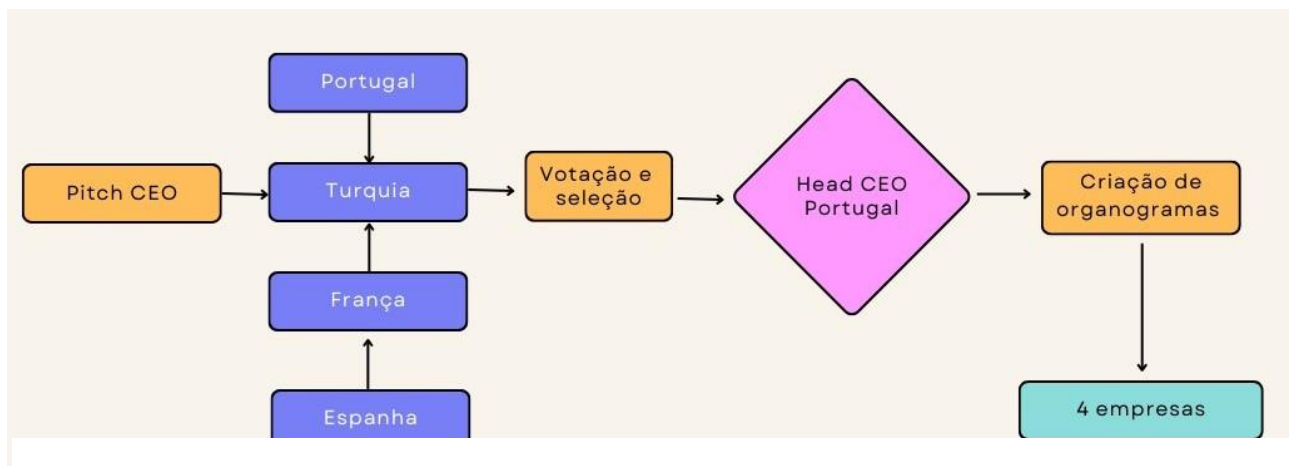 Portugal
Pitch CEO
Turquia
Votação e
seleção
Head CEO
Portugal
Criação de
organogramas
França
Espanha
4 empresas